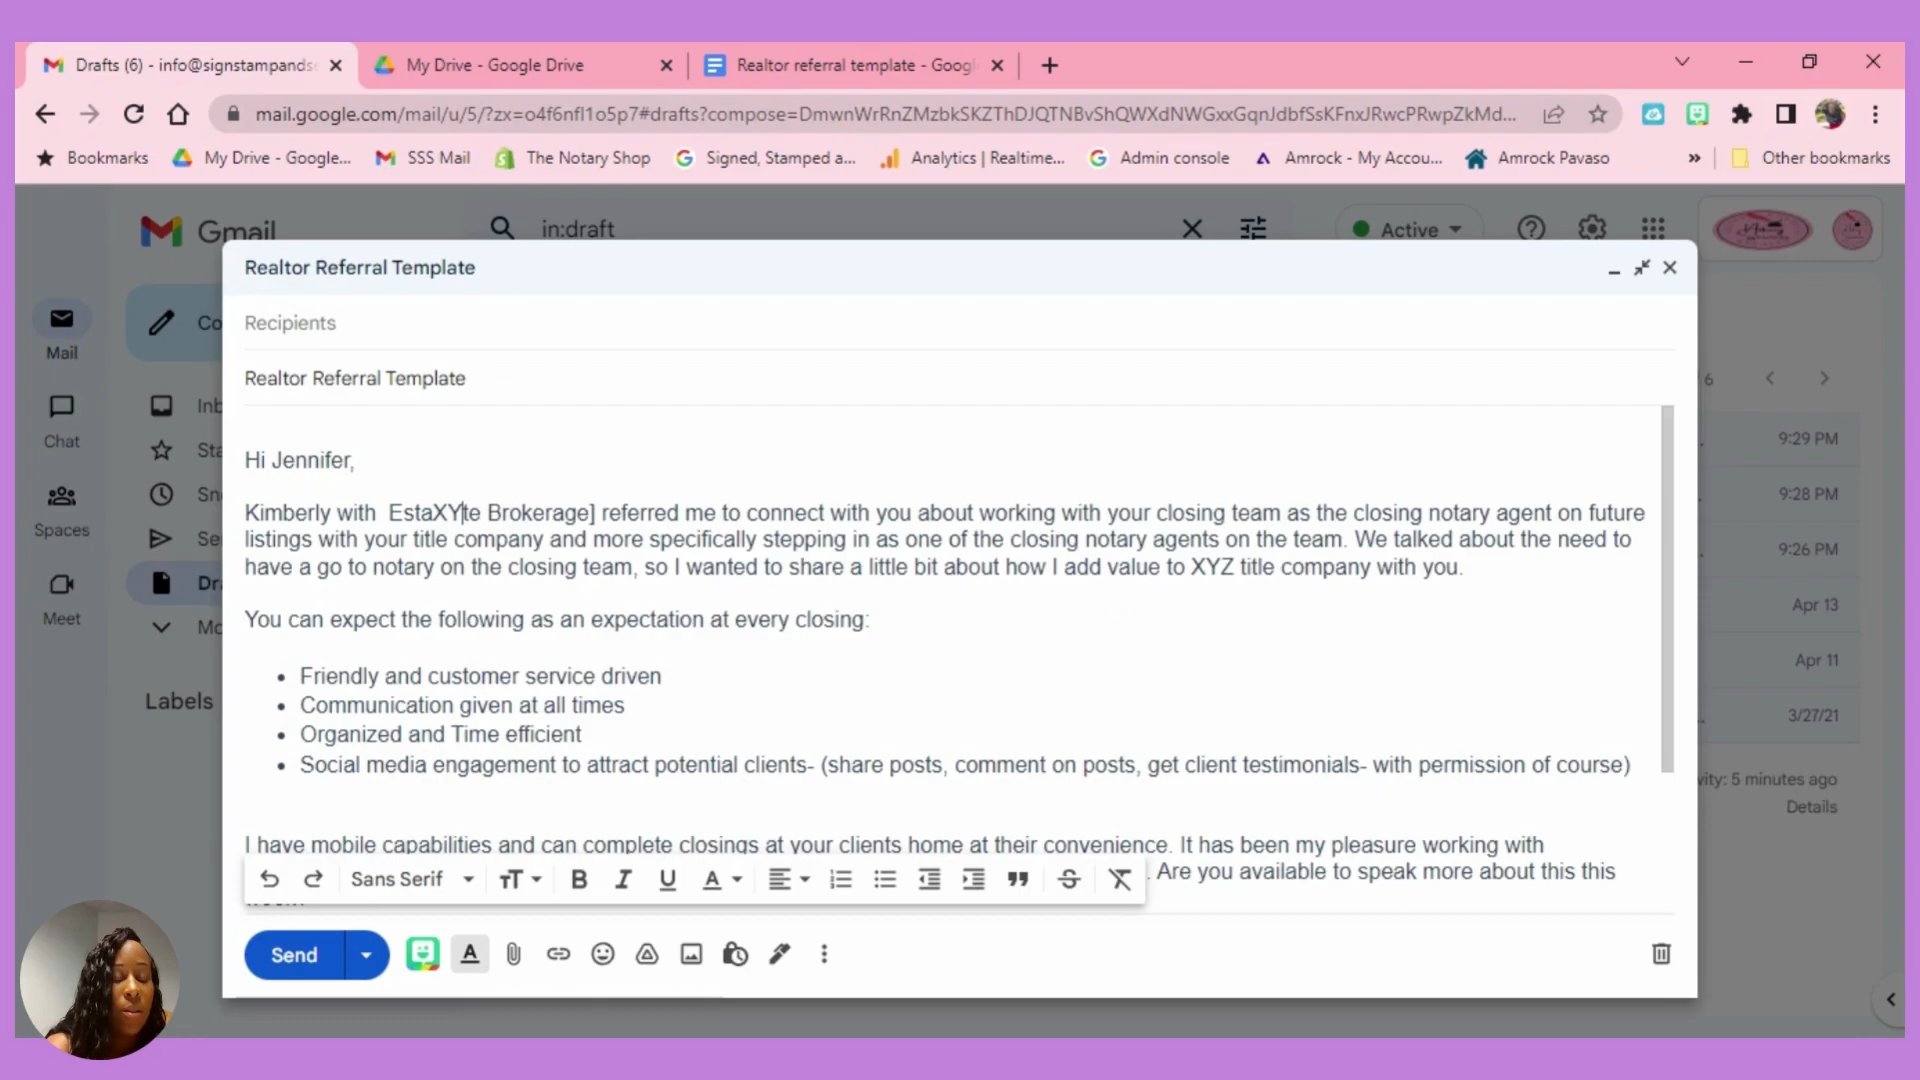 Drafts (6) - info@signstampands
My Drive - Google Drive
Realtor referral template - Goog
mail.google.com/mail/u/5/?zx=o4f6nfl1o5p7#drafts?compose=DmwnWrRnZMzbkSKZThDJQTNBvShQWXdNWGxxGqnJdbfSsKFnxJRwcPRwpZkMd...
Bookmarks
My Drive - Google...
SSS Mail
The Notary Shop
Signed, Stamped a...
Analytics | Realtime...
Admin console
Amrock - My Accou...
Amrock Pavaso
Other bookmarks
Gmail
in:draft
Active
Realtor Referral Template
Recipients
Realtor Referral Template
Hi Jennifer,
Kimberly with EstaXYte Brokerage] referred me to connect with you about working with your closing team as the closing notary agent on future
listings with your title company and more specifically stepping in as one of the closing notary agents on the team. We talked about the need to
have a go to notary on the closing team, so I wanted to share a little bit about how I add value to XYZ title company with you.
You can expect the following as an expectation at every closing:
• Friendly and customer service driven
• Communication given at all times
• Organized and Time efficient
• Social media engagement to attract potential clients- (share posts, comment on posts, get client testimonials- with permission of course)
I have mobile capabilities and can complete closings at your clients home at their convenience. It has been my pleasure working with
. Are you available to speak more about this this
Sans Serif
Send
Mail
Chat
Spaces
Meet
Co
Inb
Sta
Sn
Se
Dra
Mo
Labels
6
9:29 PM
9:28 PM
9:26 PM
Apr 13
Apr 11
3/27/21
vity: 5 minutes ago
Details